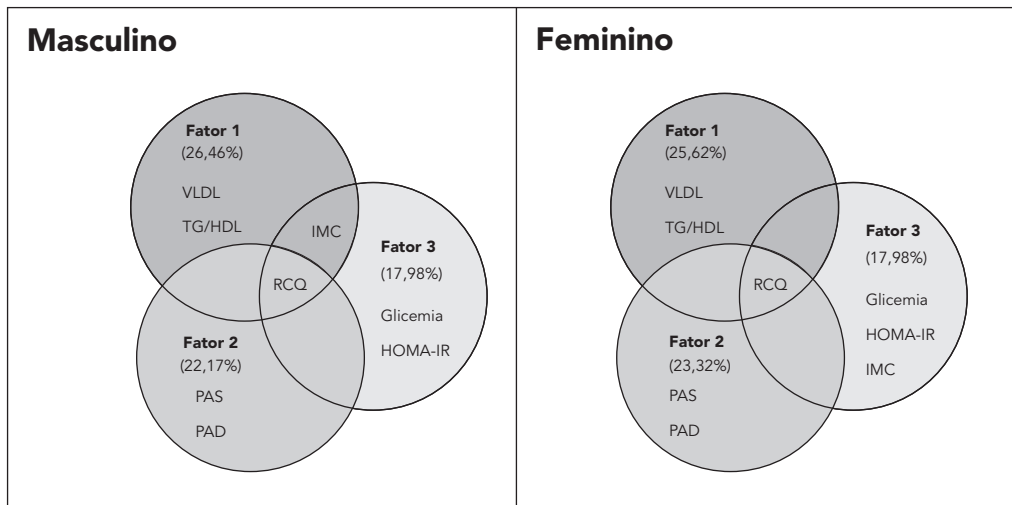 Masculino
Fator 1
(26,46%)
VLDL
TG/HDL
IMC
Fator 3
(17,98%)
RCQ
Glicemia
HOMA-IR
Fator 2
(22,17%)
PAS
PAD
Feminino
Fator 1
(25,62%)
VLDL
TG/HDL
Fator 3
(17,98%)
RCQ
Glicemia
HOMA-IR
IMC
Fator 2
(23,32%)
PAS
PAD